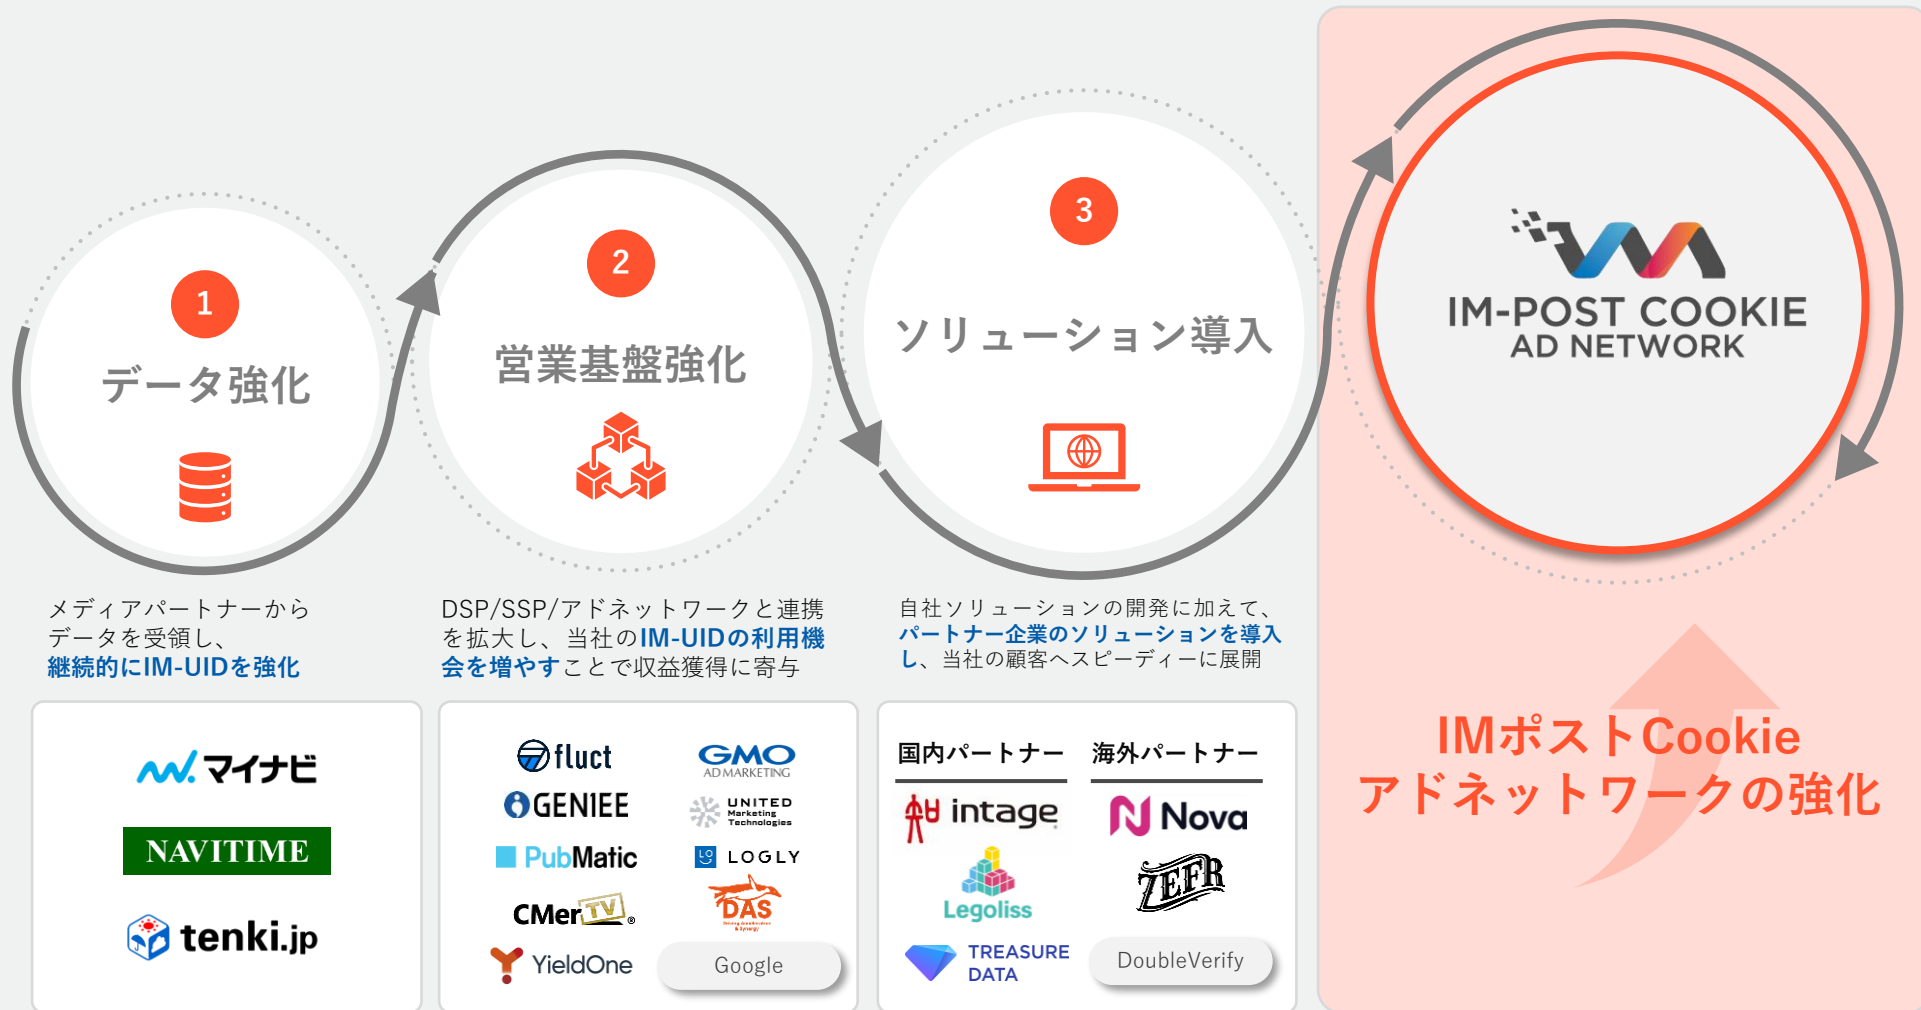 1
データ強化
メディアパートナーから
データを受領し、
継続的にIM-UIDを強化
マイナビ
NAVITIME
tenki.jp
2
営業基盤強化
DSP/SSP/アドネットワークと連携
を拡大し、当社のIM-UIDの利用機
会を増やすことで収益獲得に寄与
fluct
GMO
AD MARKETING
GENIEE
UNITED
Marketing
Technologies
PubMatic
LOGLY
CMerTV®
DAS
YieldOne
Google
3
ソリューション導入
自社ソリューションの開発に加えて、
パートナー企業のソリューションを導入
し、当社の顧客へスピーディーに展開
国内パートナー
intage
Legoliss
TREASURE
DATA
海外パートナー
Nova
ZEFR
DoubleVerify
IM-POST COOKIE
AD NETWORK
IMポストCookie
アドネットワークの強化